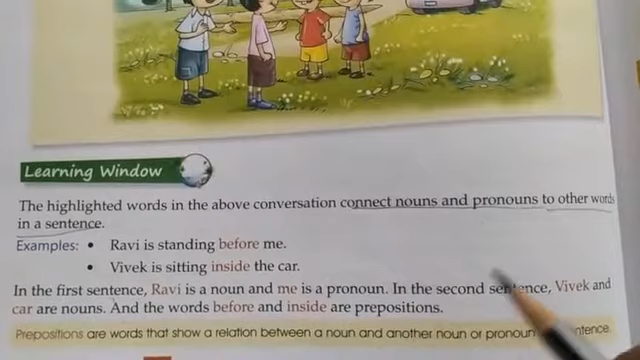 Learning Window
The highlighted words in the above conversation connect nouns and pronouns to other words
in a sentence.
Examples: • Ravi is standing before me.
• Vivek is sitting inside the car.
In the first sentence, Ravi is a noun and me is a pronoun. In the second sentence, Vivek and
car are nouns. And the words before and inside are prepositions.
Prepositions are words that show a relation between a noun and another noun or pronoun